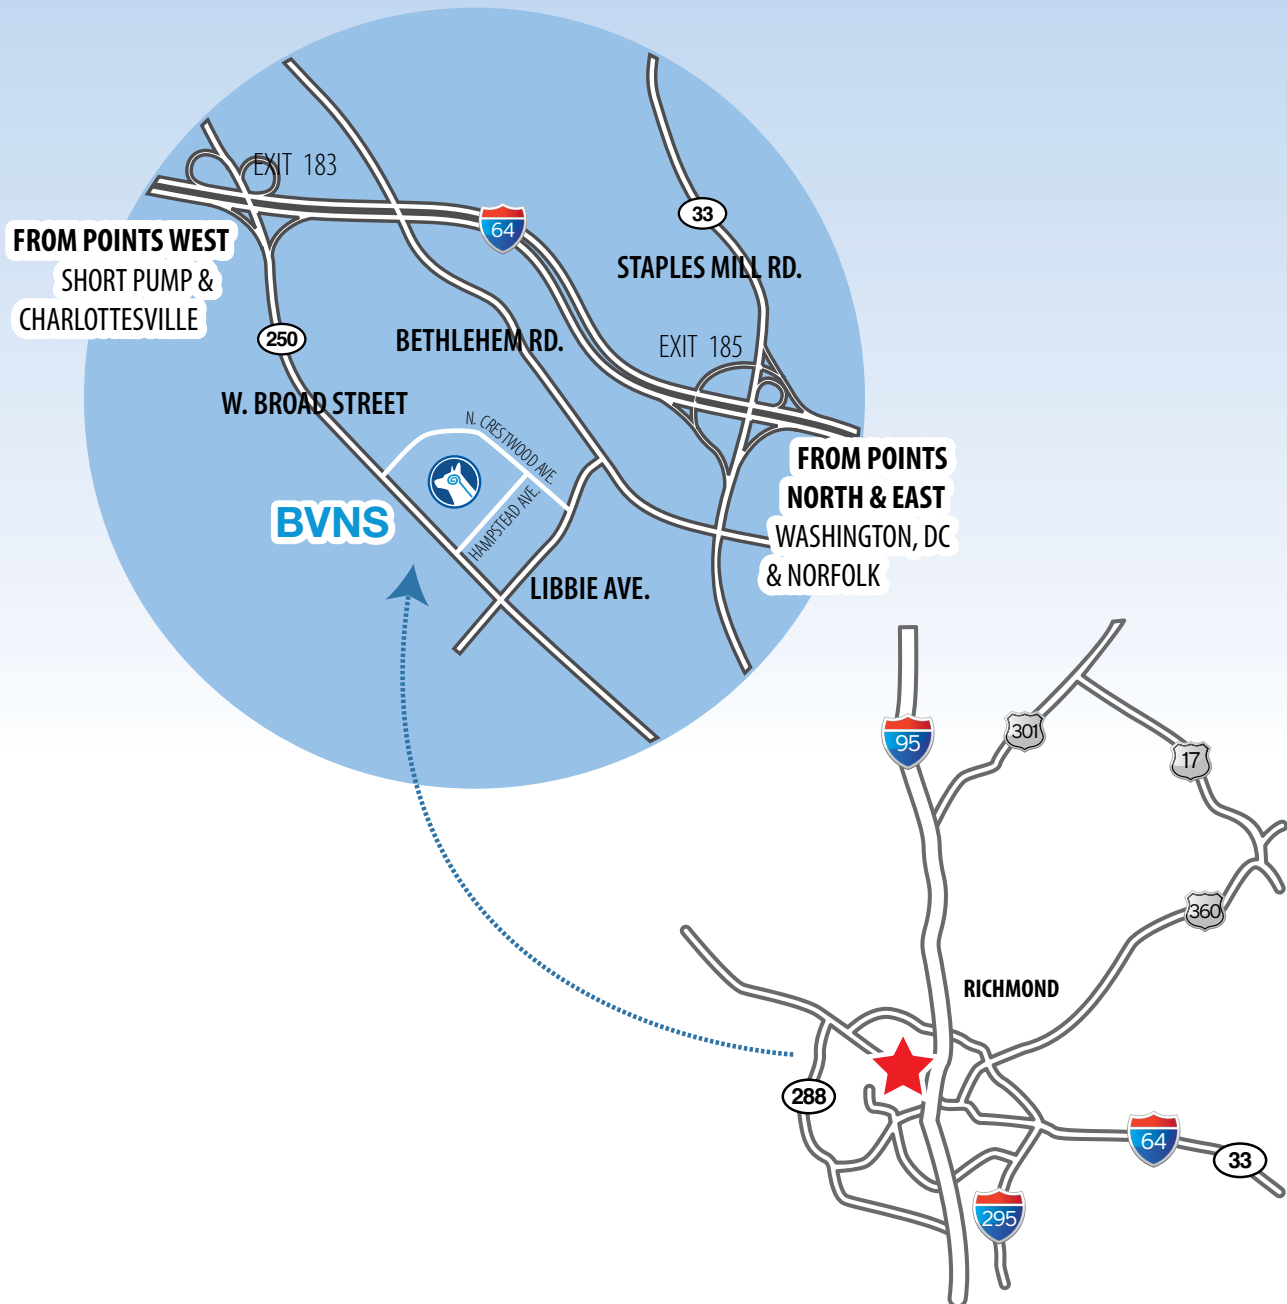 EXIT 183
64
33
FROM POINTS WEST
SHORT PUMP &
CHARLOTTESVILLE
STAPLES MILL RD.
250
BETHLEHEM RD.
EXIT 185
W. BROAD STREET
N. CRESTWOOD AVE.
HAMPSTEAD AVE.
BVNS
LIBBIE AVE.
FROM POINTS
NORTH & EAST
WASHINGTON, DC
& NORFOLK
95
301
17
360
RICHMOND
288
64
33
295